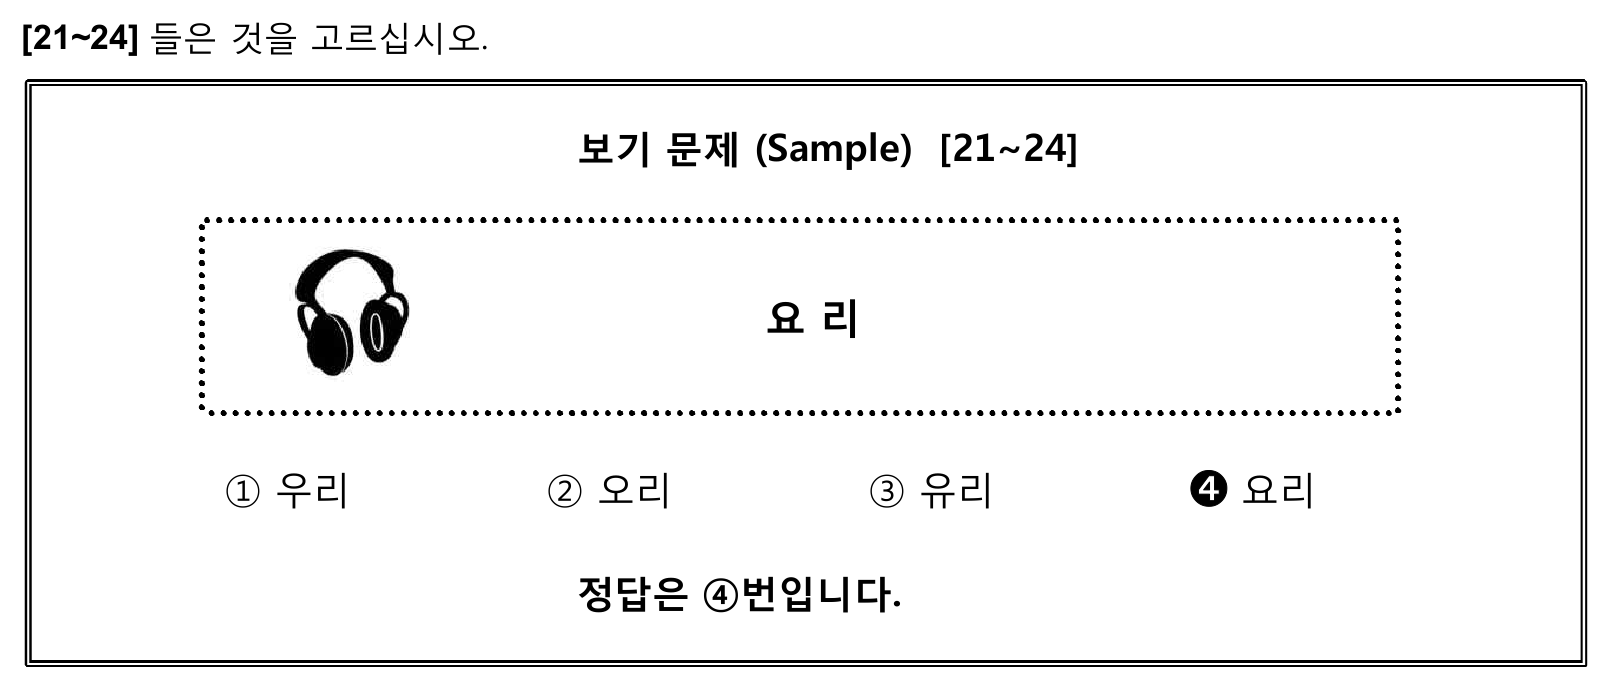 [21~24] 들은 것을 고르십시오.
보기 문제 (Sample) [21~24]
요 리
① 우리 ② 오리 ③ 유리 ❹ 요리
정답은 ④번입니다.